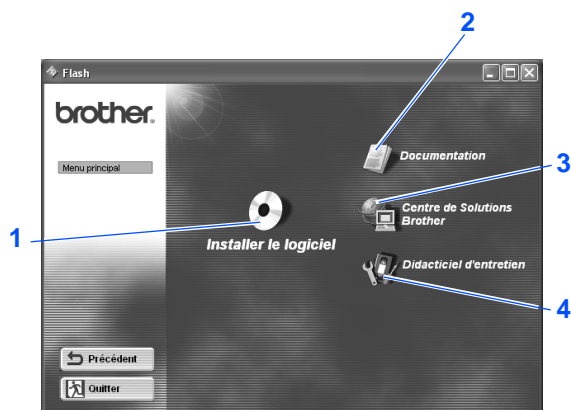 2
Flash
brother.
Documentation
3
Menu principal
Centre de Solutions
Brother
1
Installer le logiciel
Didacticiel d'entretien
4
Précédent
Quitter